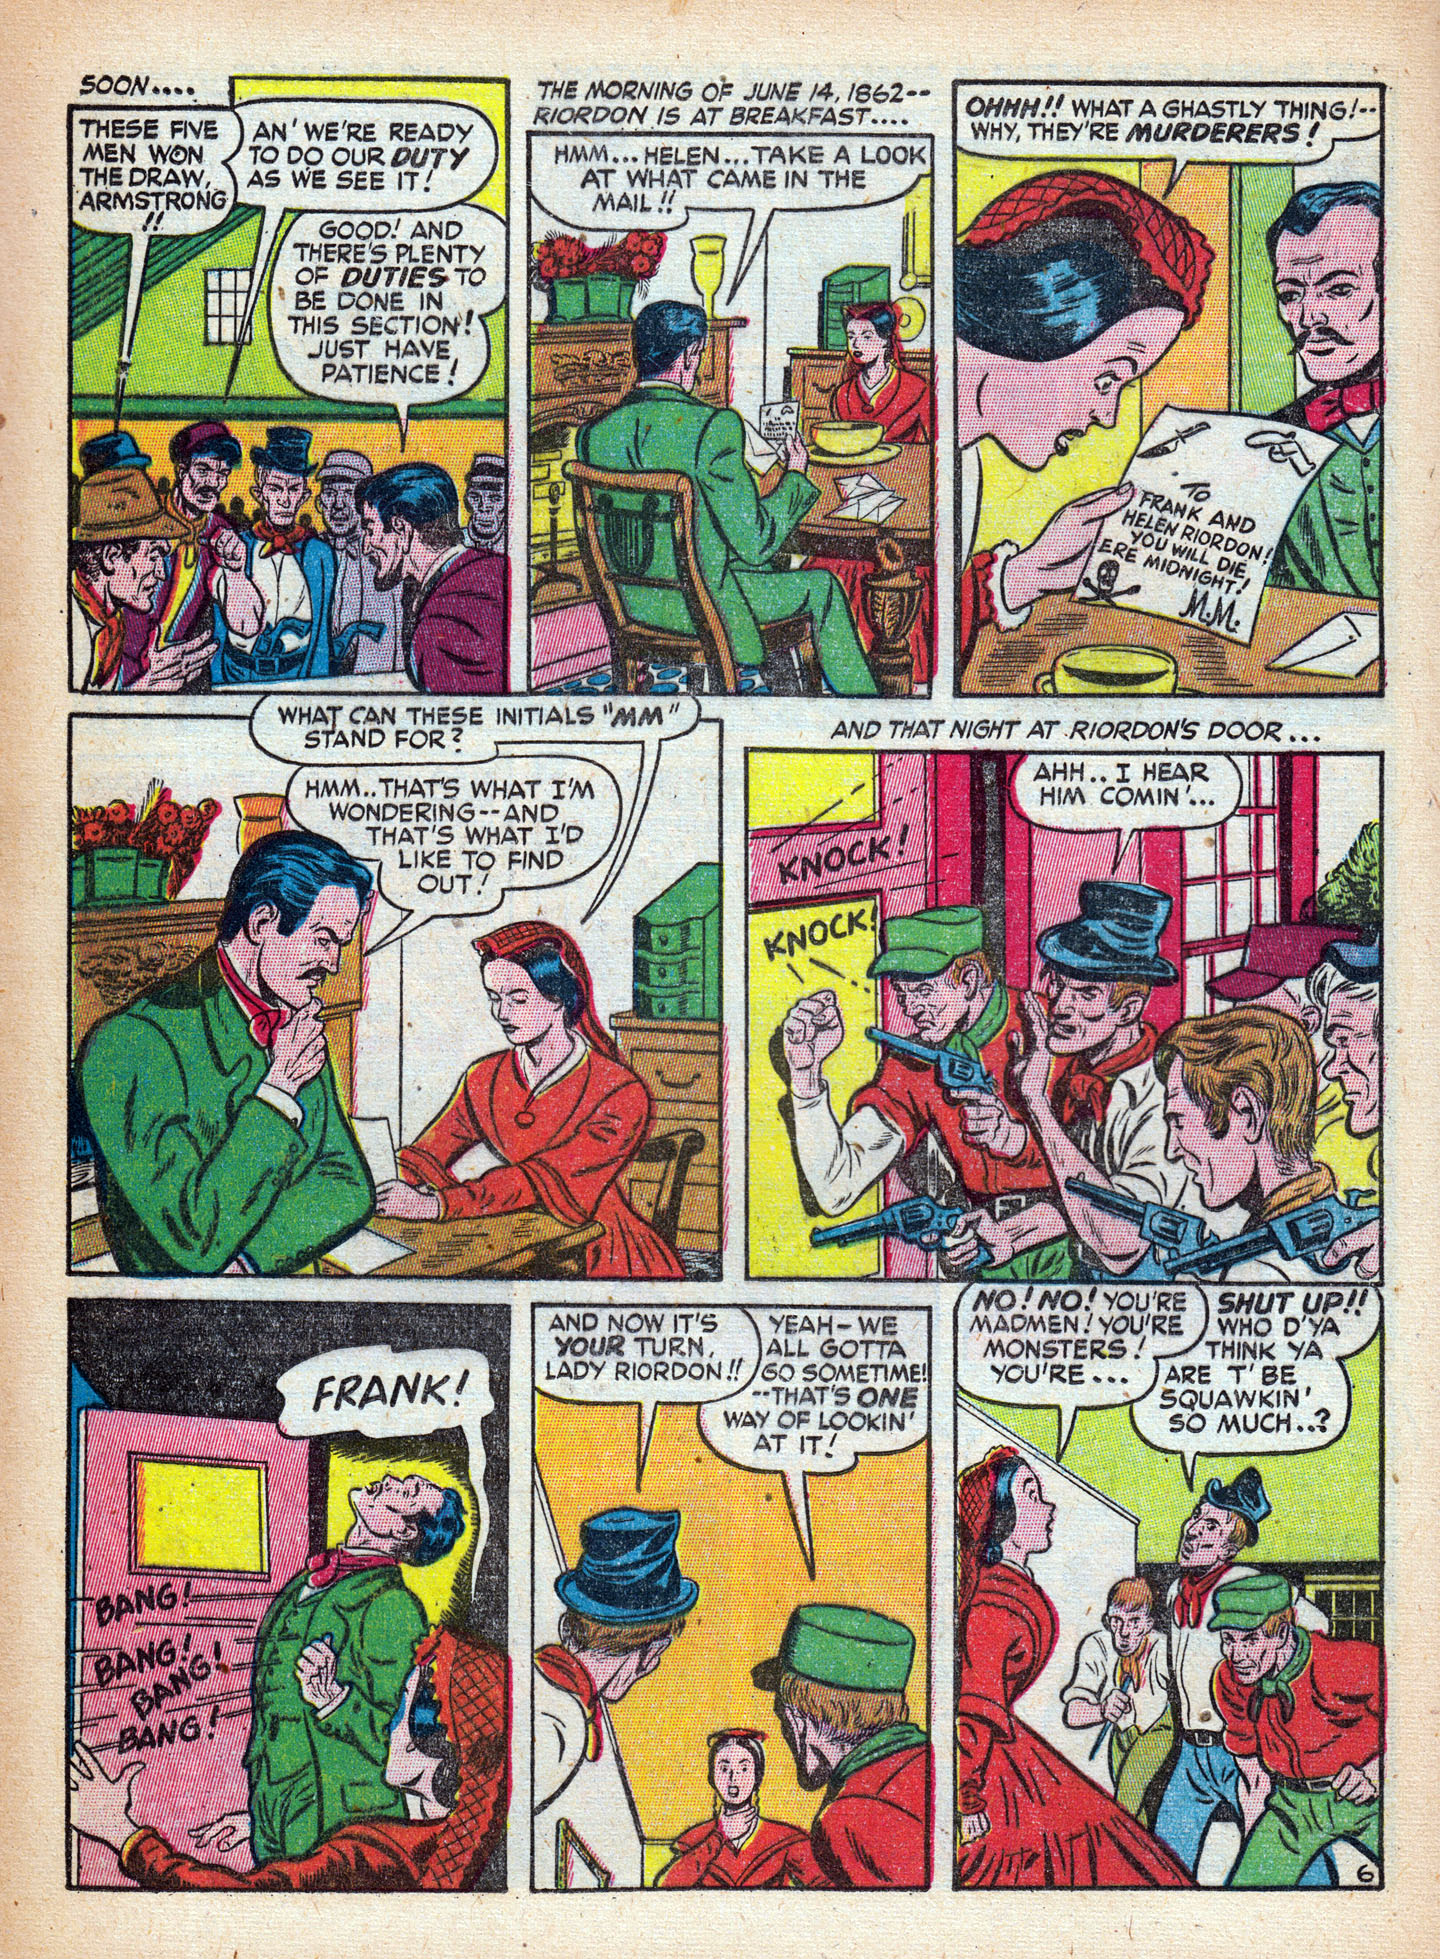 SOON....
THESE FIVE
MEN WON
THE DRAW,
ARMSTRONG
!!
AN' WE'RE READY
TO DO OUR DUTY
AS WE SEE IT!
GOOD! AND
THERE'S PLENTY
OF DUTIES TO
BE DONE IN
THIS SECTION!
JUST HAVE
PATIENCE!
THE MORNING OF JUNE 14, 1862--
RIORDON IS AT BREAKFAST....
HMM...HELEN...TAKE A LOOK
AT WHAT CAME IN THE
MAIL!!
OHHH!! WHAT A GHASTLY THING!--
WHY, THEY'RE MURDERERS!
TO
FRANK AND
HELEN RIORDON!
YOU WILL DIE,
ERE MIDNIGHT!
M.M.
WHAT CAN THESE INITIALS "MM"
STAND FOR?
HMM..THAT'S WHAT I'M
WONDERING--AND
THAT'S WHAT I'D
LIKE TO FIND
OUT!
AND THAT NIGHT AT RIORDON'S DOOR...
KNOCK!
KNOCK!
AHH..I HEAR
HIM COMIN'...
FRANK!
BANG!
BANG!
BANG!
BANG!
AND NOW IT'S
YOUR TURN,
LADY RIORDON!!
YEAH-WE
ALL GOTTA
GO SOMETIME!
--THAT'S ONE
WAY OF LOOKIN'
AT IT!
NO! NO! YOU'RE
MADMEN! YOU'RE
MONSTERS!
YOU'RE...
SHUT UP!!
WHO D'YA
THINK YA
ARE T' BE
SQUAWKIN'
SO MUCH...?
6